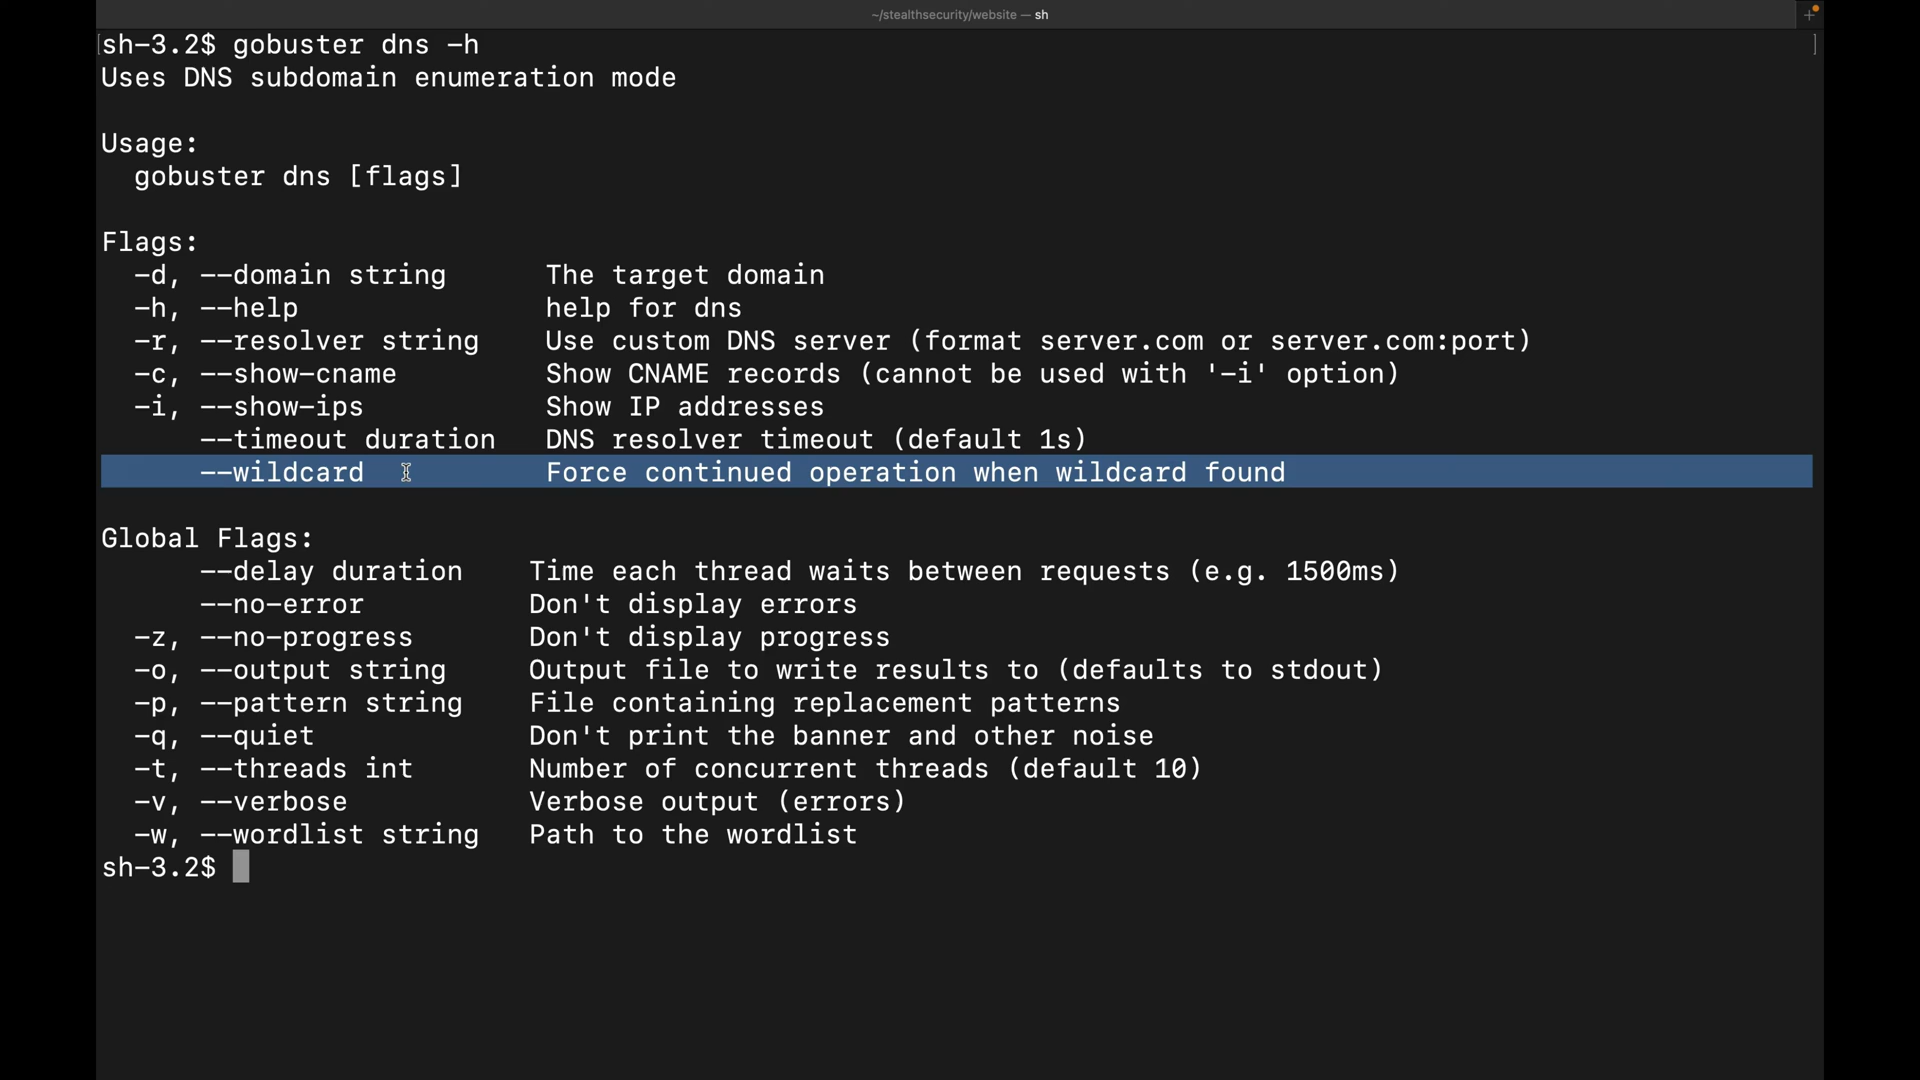 ~/stealthsecurity/website — sh
sh-3.2$ gobuster dns -h
Uses DNS subdomain enumeration mode
Usage:
gobuster dns [flags]
Flags:
-d, --domain string The target domain
-h, --help help for dns
-r, --resolver string Use custom DNS server (format server.com or server.com:port)
-c, --show-cname Show CNAME records (cannot be used with '-i' option)
-i, --show-ips Show IP addresses
--timeout duration DNS resolver timeout (default 1s)
--wildcard Force continued operation when wildcard found
Global Flags:
--delay duration Time each thread waits between requests (e.g. 1500ms)
--no-error Don't display errors
-z, --no-progress Don't display progress
-o, --output string Output file to write results to (defaults to stdout)
-p, --pattern string File containing replacement patterns
-q, --quiet Don't print the banner and other noise
-t, --threads int Number of concurrent threads (default 10)
-v, --verbose Verbose output (errors)
-w, --wordlist string Path to the wordlist
sh-3.2$